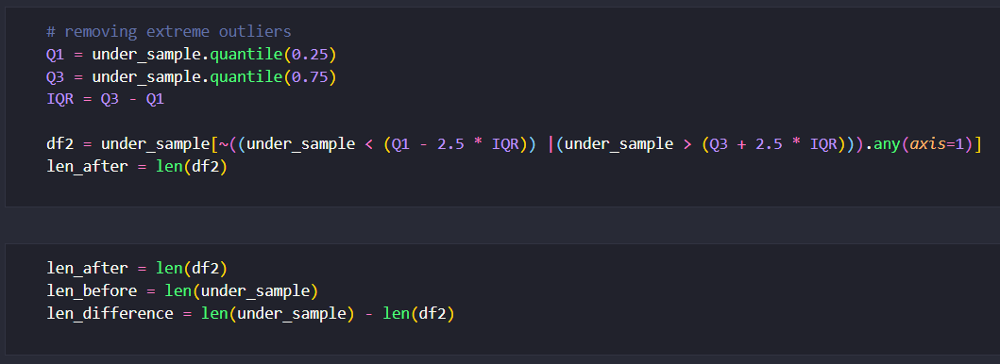 # removing extreme outliers
Q1 = under_sample.quantile(0.25)
Q3 = under_sample.quantile(0.75)
IQR = Q3 - Q1
df2 = under_sample[~((under_sample < (Q1 - 2.5 * IQR)) |(under_sample > (Q3 + 2.5 * IQR))).any(axis=1)]
len_after = len(df2)
len_after = len(df2)
len_before = len(under_sample)
len_difference = len(under_sample) - len(df2)